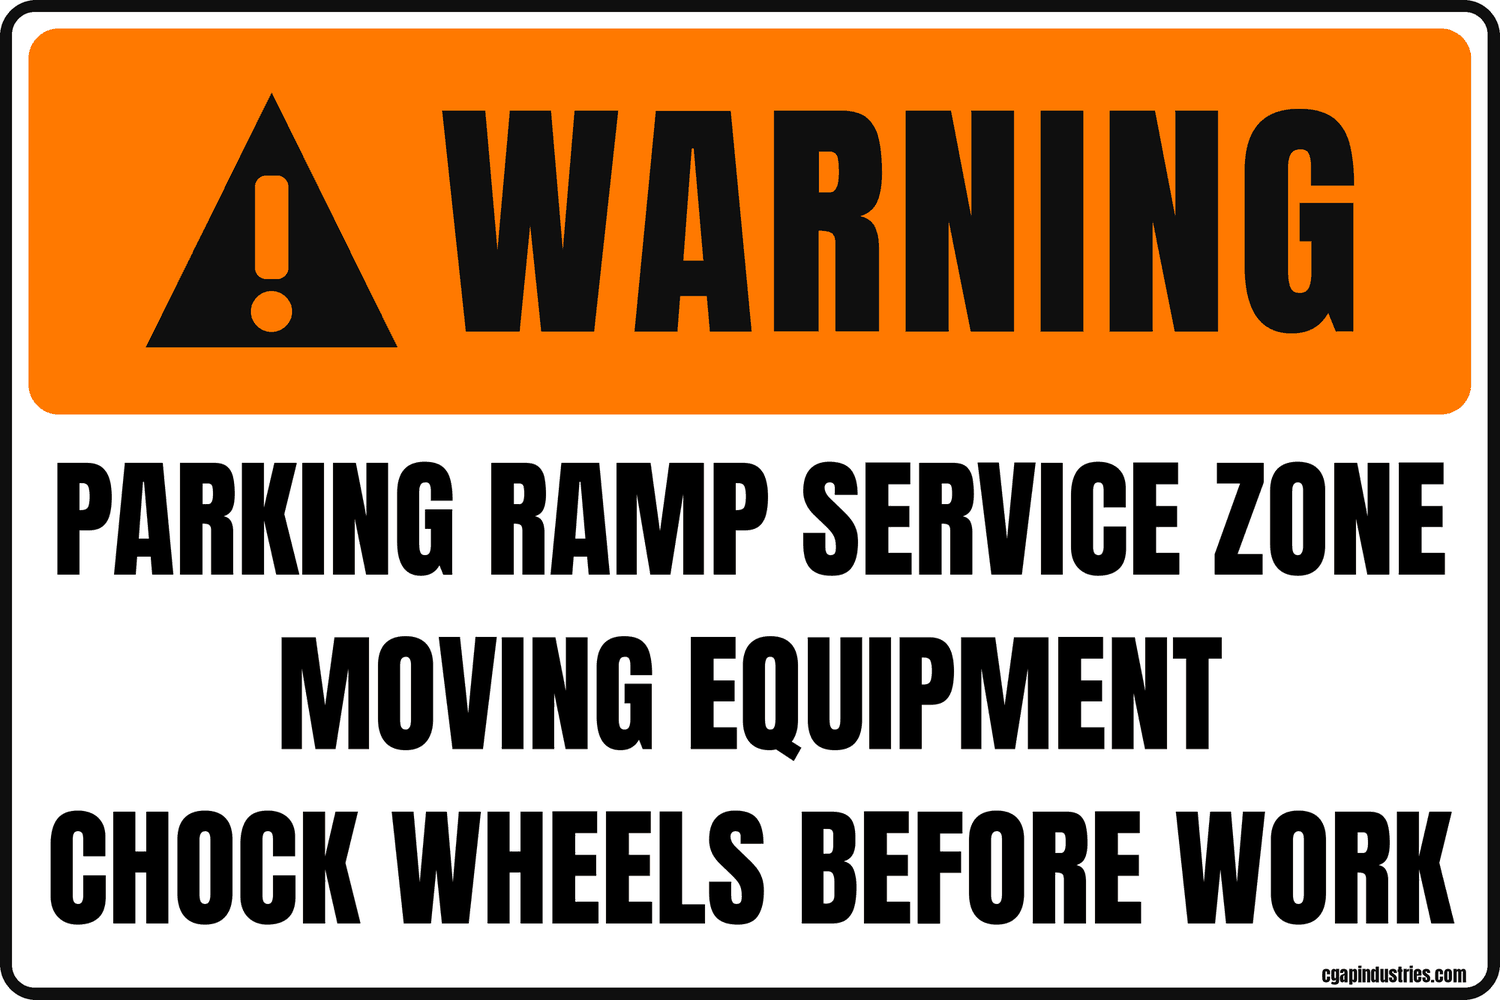 WARNING
PARKING RAMP SERVICE ZONE
MOVING EQUIPMENT
CHOCK WHEELS BEFORE WORK
cgapindustries.com